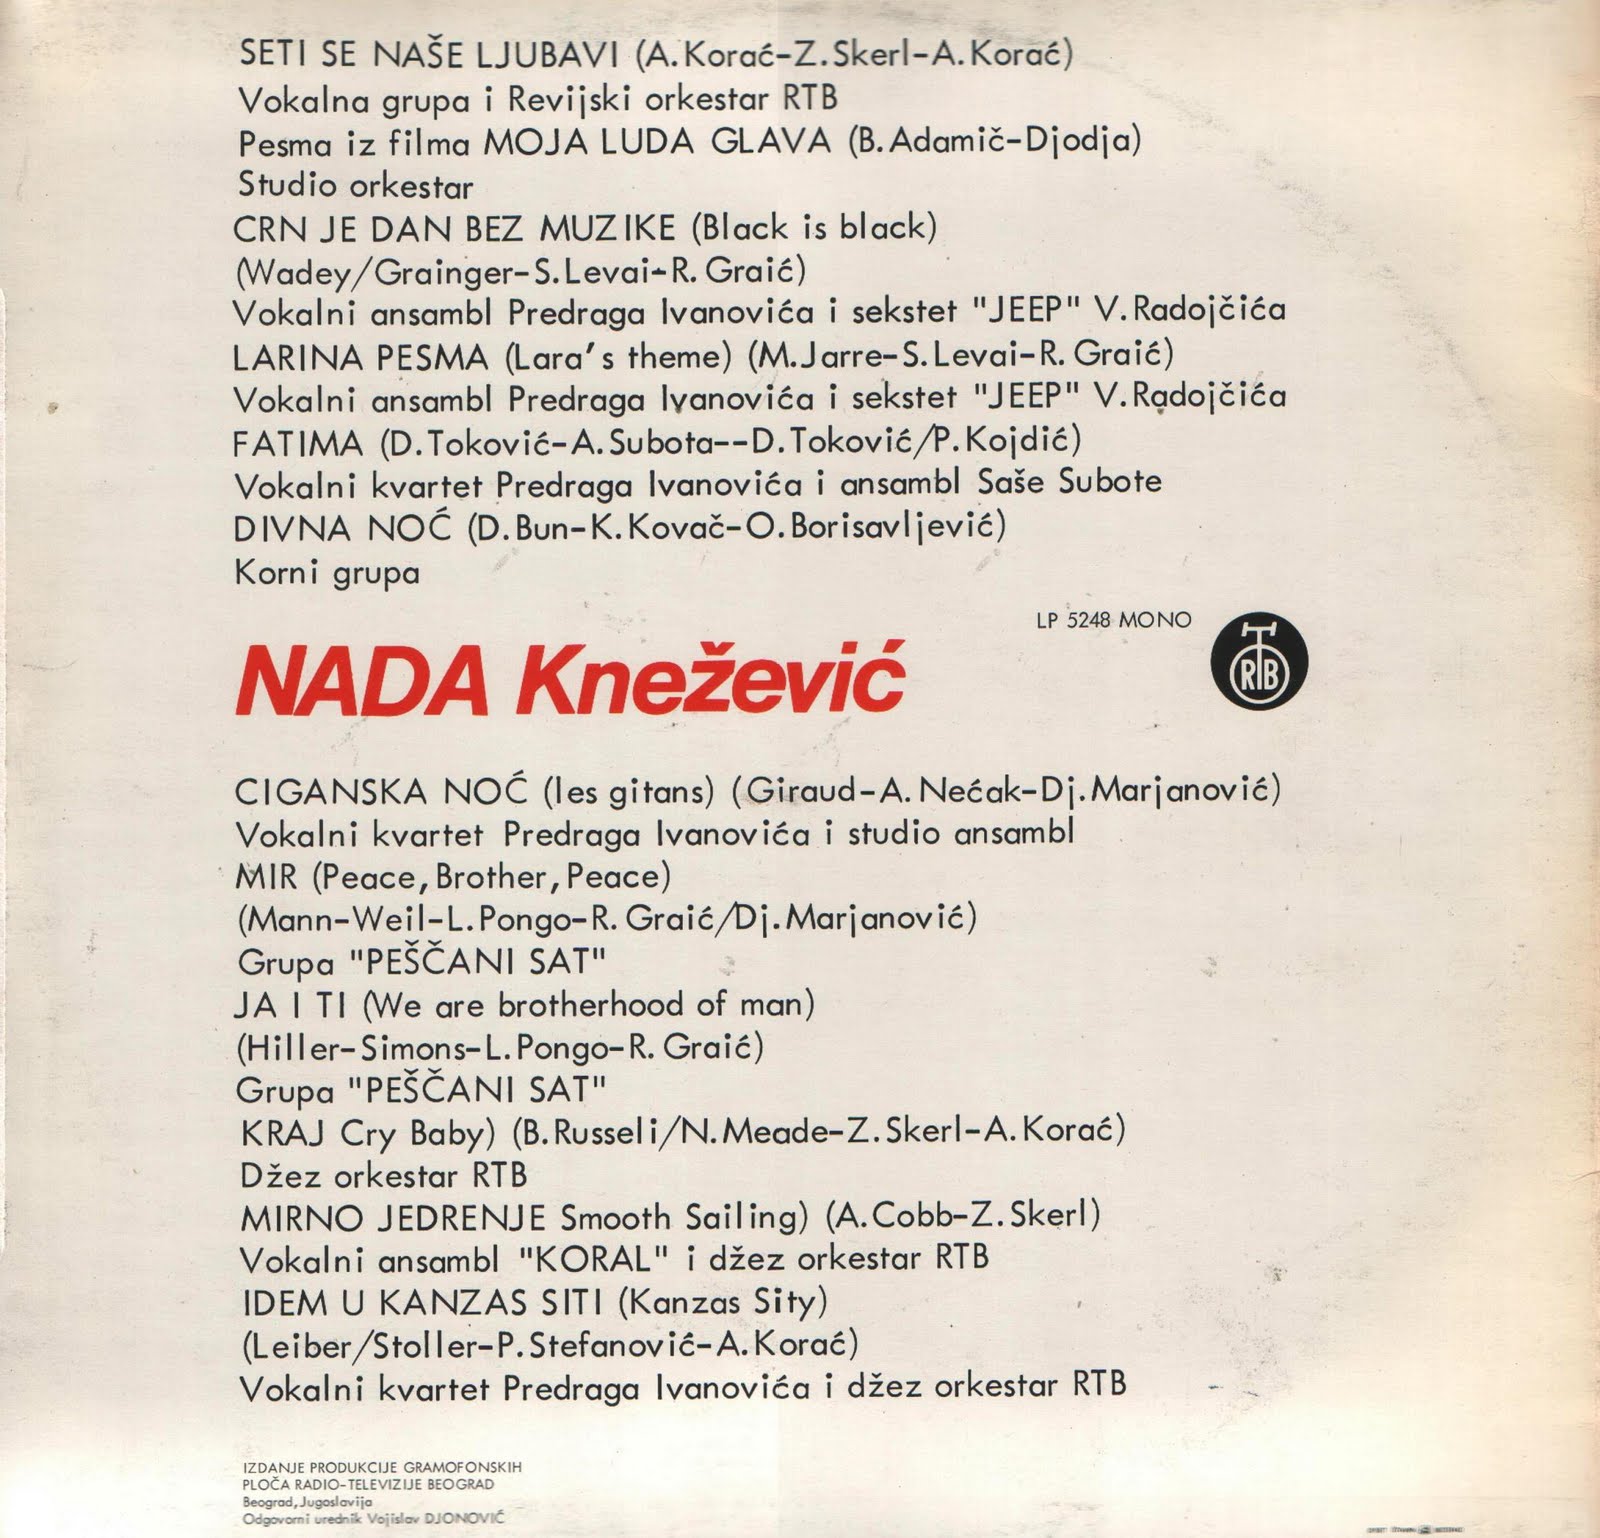 SETI SE NAŠE LJUBAVI (A.Korać-Z.Skerl-A.Korać)
Vokalna grupa i Revijski orkestar RTB
Pesma iz filma MOJA LUDA GLAVA (B.Adamič-Djodja)
Studio orkestar
CRN JE DAN BEZ MUZIKE (Black is black)
(Wadey/Grainger-S.Levai-R.Graić)
Vokalni ansambl Predraga Ivanovića i sekstet "JEEP" V.Radojčića
LARINA PESMA (Lara's theme) (M.Jarre-S.Levai-R.Graić)
Vokalni ansambl Predraga Ivanovića i sekstet "JEEP" V.Radojčića
FATIMA (D.Toković-A.Subota--D.Toković/P.Kojdić)
Vokalni kvartet Predraga Ivanovića i ansambl Saše Subote
DIVNA NOĆ (D.Bun-K.Kovač-O.Borisavljević)
Korni grupa
LP 5248 MONO
RTB
NADA Knežević
CIGANSKA NOĆ (les gitans) (Giraud-A.Nećak-Dj.Marjanović)
Vokalni kvartet Predraga Ivanovića i studio ansambl
MIR (Peace,Brother,Peace)
(Mann-Weil-L.Pongo-R.Graić/Dj.Marjanović)
Grupa "PEŠČANI SAT"
JA I TI (We are brotherhood of man)
(Hiller-Simons-L.Pongo-R.Graić)
Grupa "PEŠČANI SAT"
KRAJ Cry Baby) (B.Russeli/N.Meade-Z.Skerl-A.Korać)
Džez orkestar RTB
MIRNO JEDRENJE Smooth Sailing) (A.Cobb-Z.Skerl)
Vokalni ansambl "KORAL" i džez orkestar RTB
IDEM U KANZAS SITI (Kanzas Sity)
(Leiber/Stoller-P.Stefanović-A.Korać)
Vokalni kvartet Predraga Ivanovića i džez orkestar RTB
IZDANJE PRODUKCIJE GRAMOFONSKIH
PLOČA RADIO-TELEVIZIJE BEOGRAD
Beograd,Jugoslavija
Odgovorni urednik Vojislav DJONOVIĆ